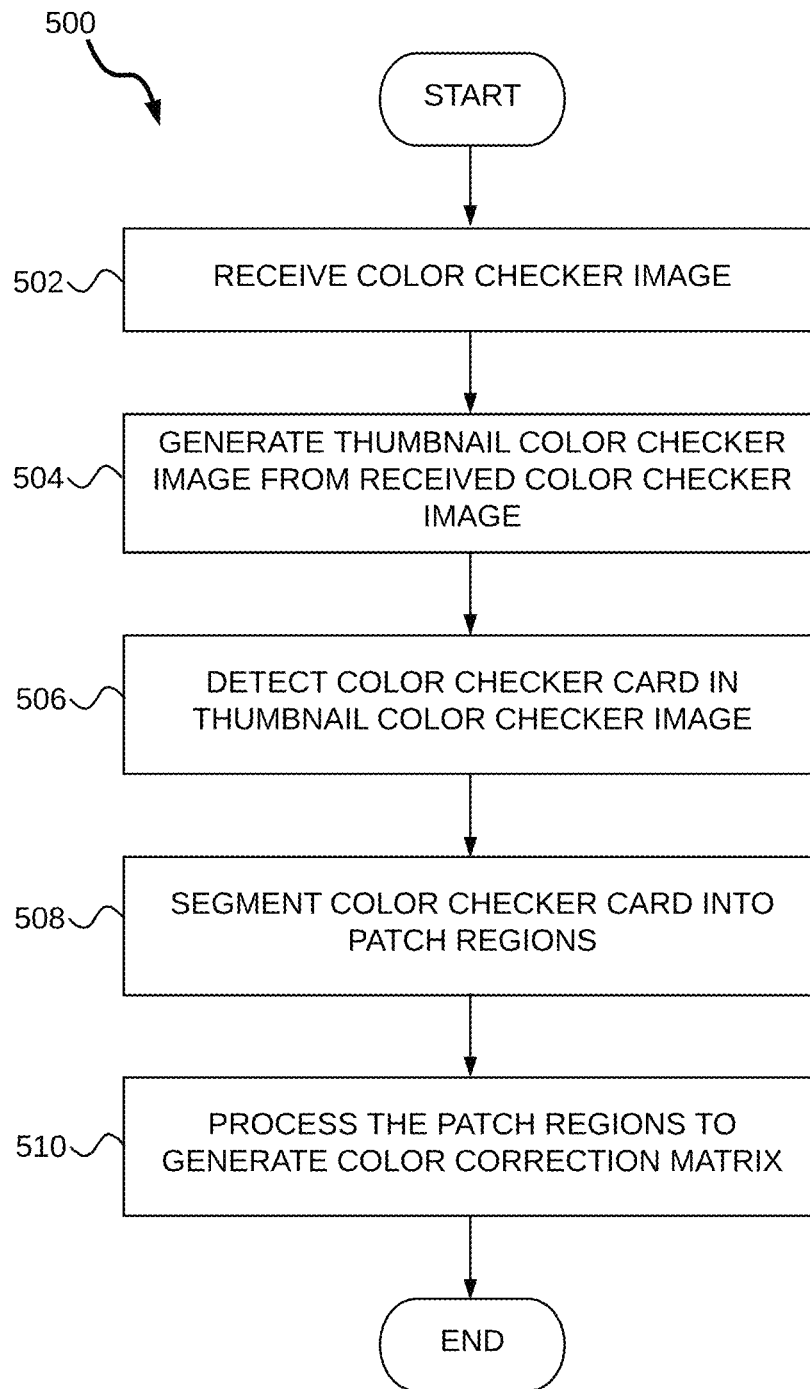 500
START
502
RECEIVE COLOR CHECKER IMAGE
504
GENERATE THUMBNAIL COLOR CHECKER
IMAGE FROM RECEIVED COLOR CHECKER
IMAGE
506
DETECT COLOR CHECKER CARD IN
THUMBNAIL COLOR CHECKER IMAGE
508
SEGMENT COLOR CHECKER CARD INTO
PATCH REGIONS
510
PROCESS THE PATCH REGIONS TO
GENERATE COLOR CORRECTION MATRIX
END